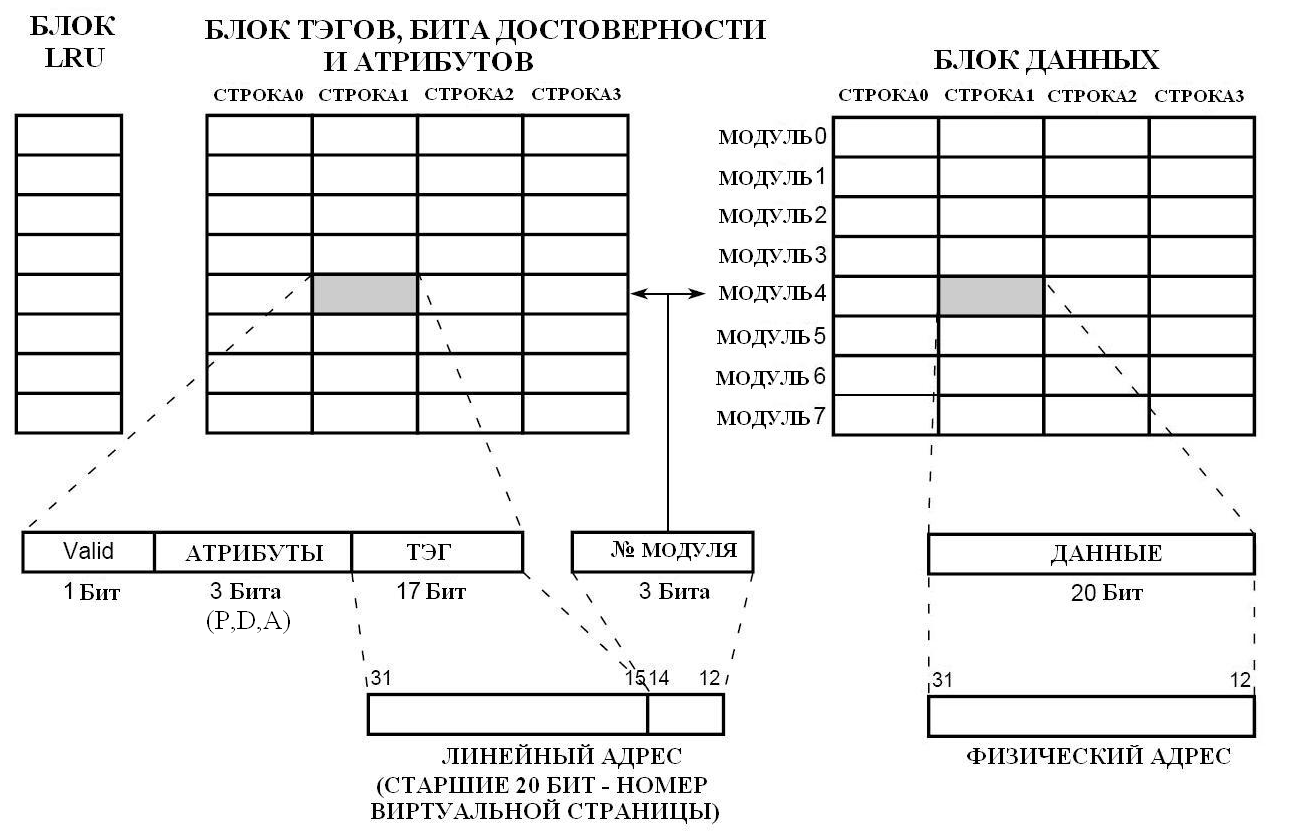 БЛОК
LRU
БЛОК ТЭГОВ, БИТА ДОСТОВЕРНОСТИ
И АТРИБУТОВ
БЛОК ДАННЫХ
СТРОКА0 СТРОКА1 СТРОКА2 СТРОКА3
СТРОКА0 СТРОКА1 СТРОКА2 СТРОКА3
МОДУЛЬ 0
МОДУЛЬ 1
МОДУЛЬ 2
МОДУЛЬ 3
МОДУЛЬ 4
МОДУЛЬ 5
МОДУЛЬ 6
МОДУЛЬ 7
Valid АТРИБУТЫ ТЭГ
№ МОДУЛЯ
ДАННЫЕ
1 Бит 3 Бита 17 Бит
3 Бита
20 Бит
(P,D,A)
31 15 14 12
31 12
ЛИНЕЙНЫЙ АДРЕС
(СТАРШИЕ 20 БИТ - НОМЕР
ВИРТУАЛЬНОЙ СТРАНИЦЫ)
ФИЗИЧЕСКИЙ АДРЕС